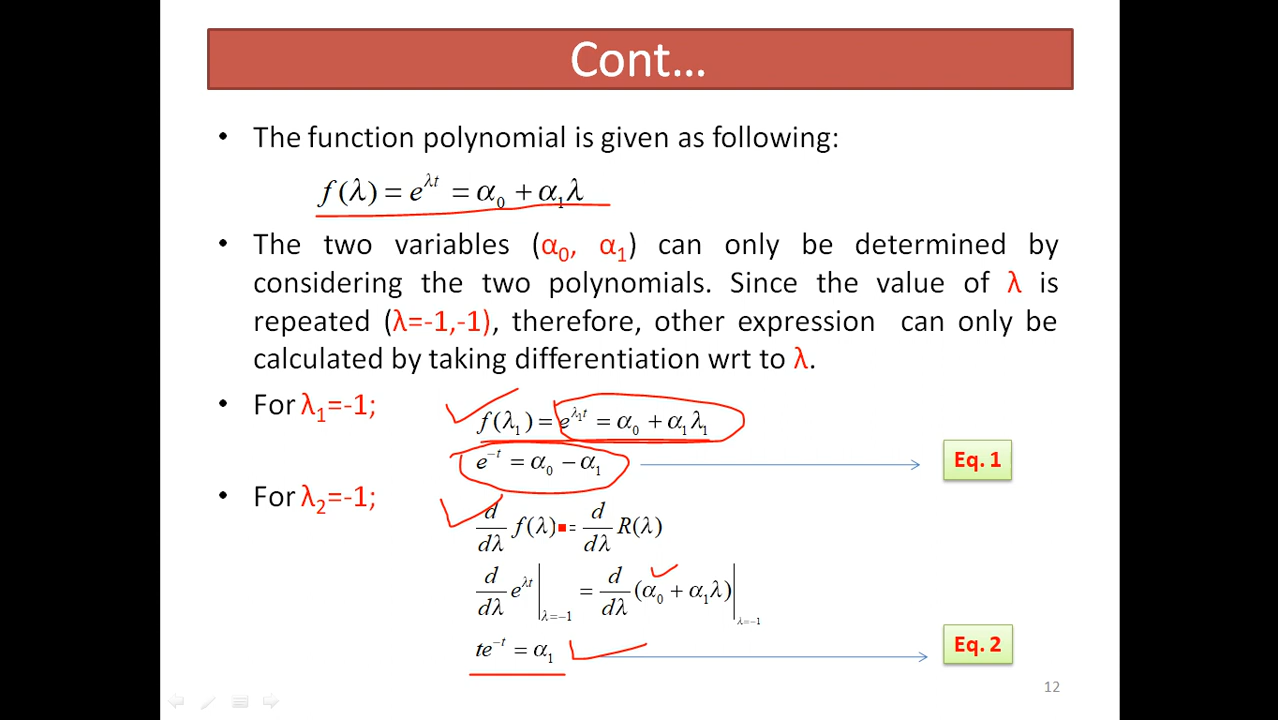 Cont...
• The function polynomial is given as following:
f(λ) = e^{λt} = α₀ + α₁λ
• The two variables (α₀, α₁) can only be determined by
considering the two polynomials. Since the value of λ is
repeated (λ=-1,-1), therefore, other expression can only be
calculated by taking differentiation wrt to λ.
• For λ₁=-1;
f(λ₁) = e^{λ₁t} = α₀ + α₁λ₁
e^{-t} = α₀ − α₁
Eq. 1
• For λ₂=-1;
d/dλ f(λ) = d/dλ R(λ)
d/dλ e^{λt} |_{λ=-1} = d/dλ (α₀ + α₁λ) |_{λ=-1}
te^{-t} = α₁
Eq. 2
12